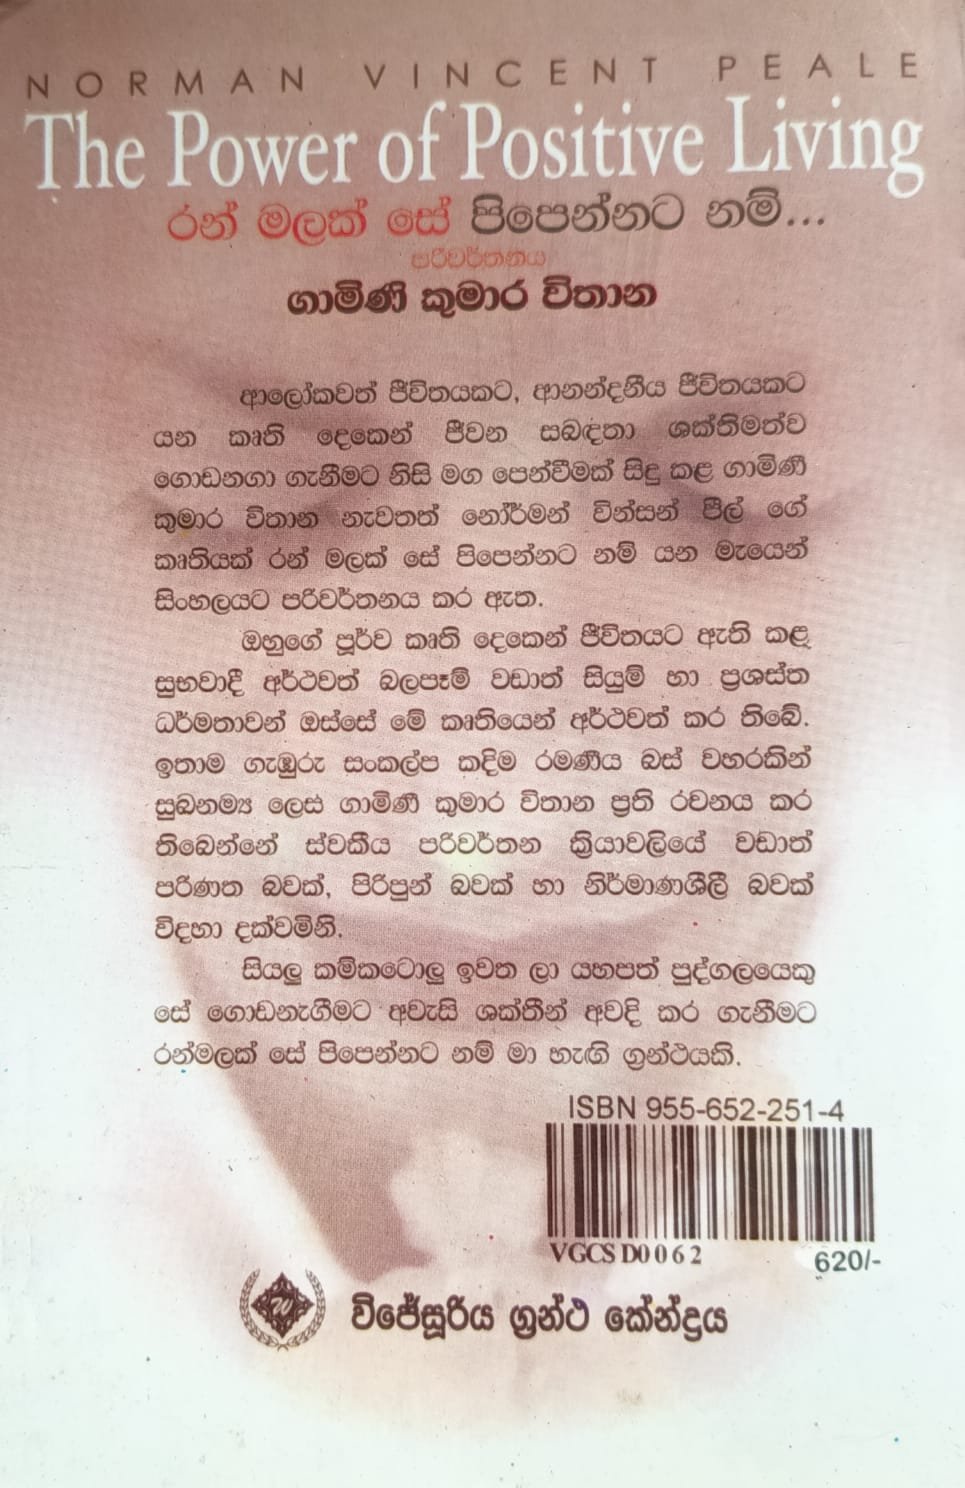 NORMAN VINCENT PEALE
The Power of Positive Living
රන් මලක් සේ පිපෙන්නට නම්...
පරිවර්තනය
ගාමිණි කුමාර විතාන
ආලෝකවත් ජීවිතයකට, ආනන්දනීය ජීවිතයකට
යන කෘති දෙකෙන් ජීවන සබඳතා ශක්තිමත්ව
ගොඩනගා ගැනීමට නිසි මග පෙන්වීමක් සිදු කළ ගාමිණී
කුමාර විතාන නැවතත් නෝර්මන් වින්සන් පීල් ගේ
කෘතියක් රන් මලක් සේ පිපෙන්නට නම් යන මැයෙන්
සිංහලයට පරිවර්තනය කර ඇත.
ඔහුගේ පූර්ව කෘති දෙකෙන් ජීවිතයට ඇති කළ
සුභවාදී අර්ථවත් බලපෑම් වඩාත් සියුම් හා ප්‍රශස්ත
ධර්මතාවන් ඔස්සේ මේ කෘතියෙන් අර්ථවත් කර තිබේ.
ඉතාම ගැඹුරු සංකල්ප කදිම රමණීය බස් වහරකින්
සුඛනම්‍ය ලෙස ගාමිණී කුමාර විතාන ප්‍රති රචනය කර
තිබෙන්නේ ස්වකීය පරිවර්තන ක්‍රියාවලියේ වඩාත්
පරිණත බවක්, පිරිපුන් බවක් හා නිර්මාණශීලී බවක්
විදහා දක්වමිනි.
සියලු කම්කටොලු ඉවත ලා යහපත් පුද්ගලයෙකු
සේ ගොඩනැගීමට අවැසි ශක්තීන් අවදි කර ගැනීමට
රන්මලක් සේ පිපෙන්නට නම් මා හැඟි ග්‍රන්ථයකි.
ISBN 955-652-251-4
VGCS D0 0 6 2
620/-
20
විජේසූරිය ග්‍රන්ථ කේන්ද්‍රය